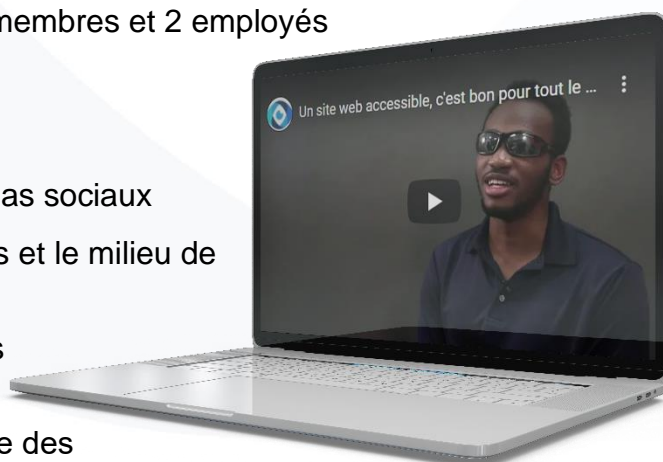 membres et 2 employés
Un site web accessible, c'est bon pour tout le ...
as sociaux
s et le milieu de
s
e des